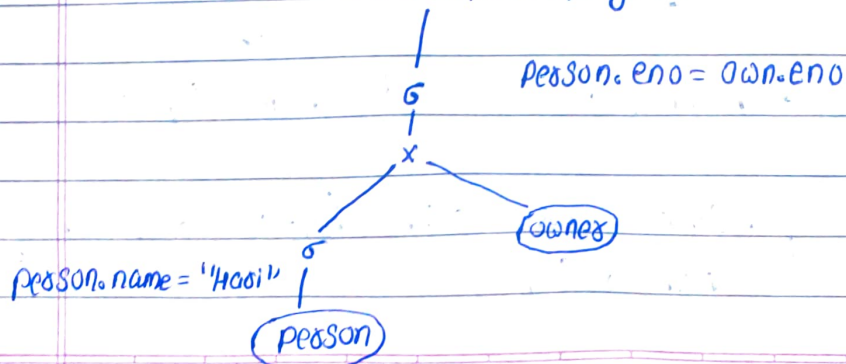 σ person.eno = own.eno
X
owner
σ
person.name = "Hari"
person